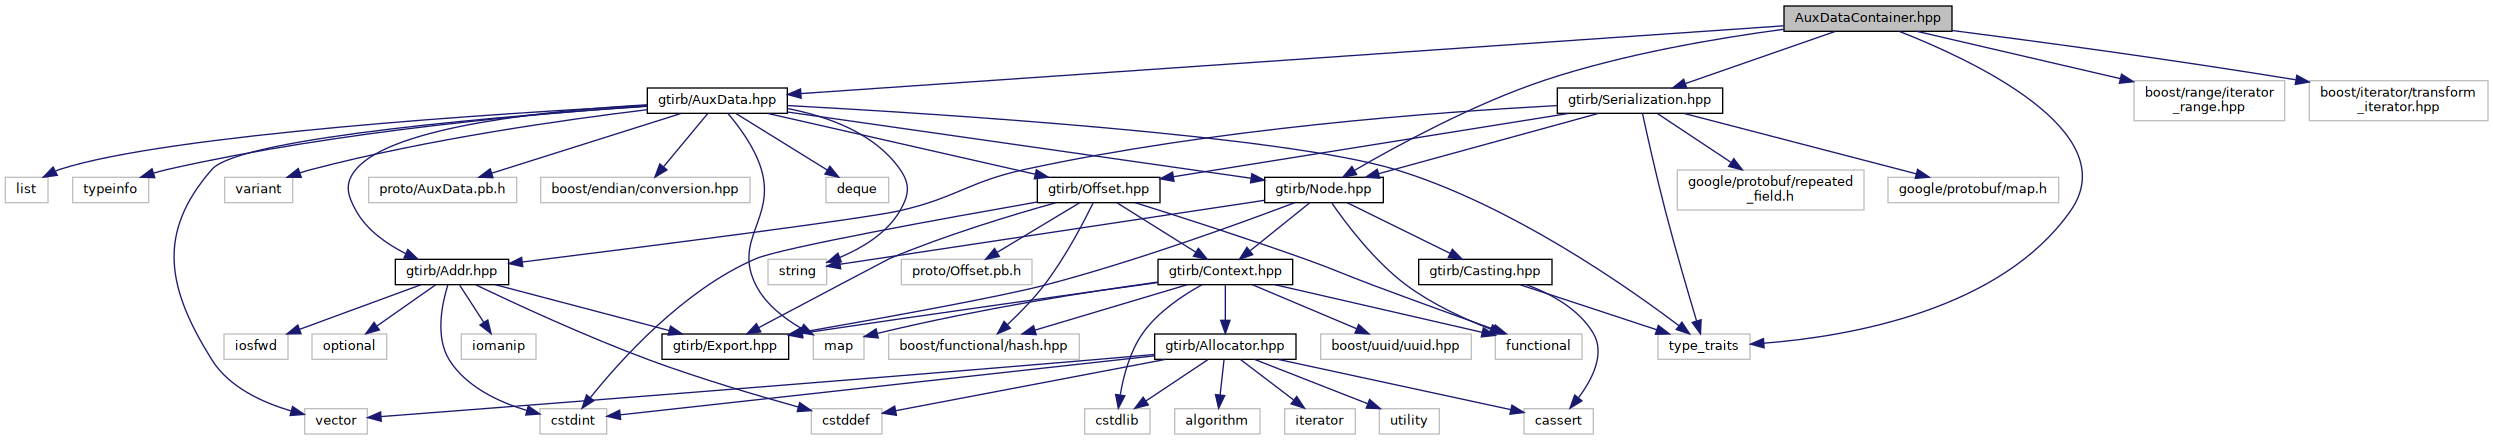 AuxDataContainer.hpp
gtirb/AuxData.hpp
gtirb/Serialization.hpp
boost/range/iterator
_range.hpp
boost/iterator/transform
_iterator.hpp
list
typeinfo
variant
proto/AuxData.pb.h
boost/endian/conversion.hpp
deque
gtirb/Offset.hpp
gtirb/Node.hpp
google/protobuf/repeated
_field.h
google/protobuf/map.h
gtirb/Addr.hpp
string
proto/Offset.pb.h
gtirb/Context.hpp
gtirb/Casting.hpp
iosfwd
optional
iomanip
gtirb/Export.hpp
map
boost/functional/hash.hpp
gtirb/Allocator.hpp
boost/uuid/uuid.hpp
functional
type_traits
vector
cstdint
cstddef
cstdlib
algorithm
iterator
utility
cassert